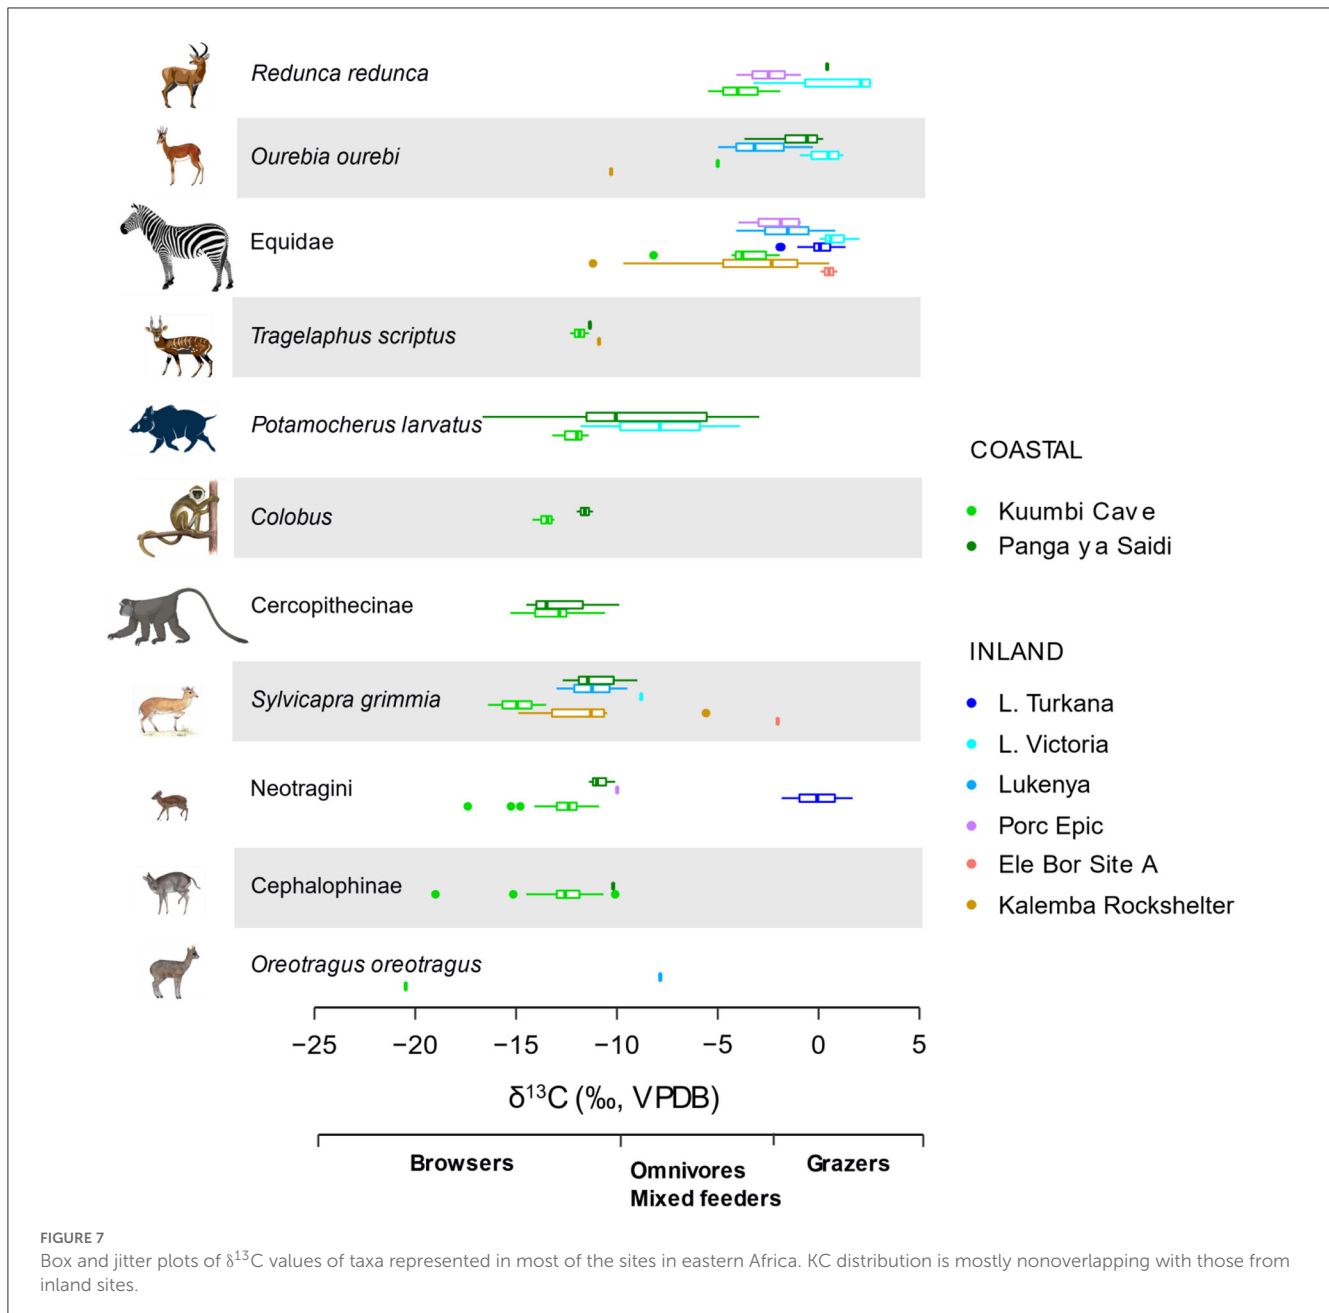 Redunca redunca
Ourebia ourebi
Equidae
Tragelaphus scriptus
Potamocherus larvatus
Colobus
Cercopithecinae
Sylvicapra grimmia
Neotragini
Cephalophinae
Oreotragus oreotragus
COASTAL
Kuumbi Cave
Panga ya Saidi
INLAND
L. Turkana
L. Victoria
Lukenya
Porc Epic
Ele Bor Site A
Kalemba Rockshelter
−25 −20 −15 −10 −5 0 5
δ¹³C (‰, VPDB)
Browsers Omnivores Grazers
Mixed feeders
FIGURE 7
Box and jitter plots of δ¹³C values of taxa represented in most of the sites in eastern Africa. KC distribution is mostly nonoverlapping with those from
inland sites.